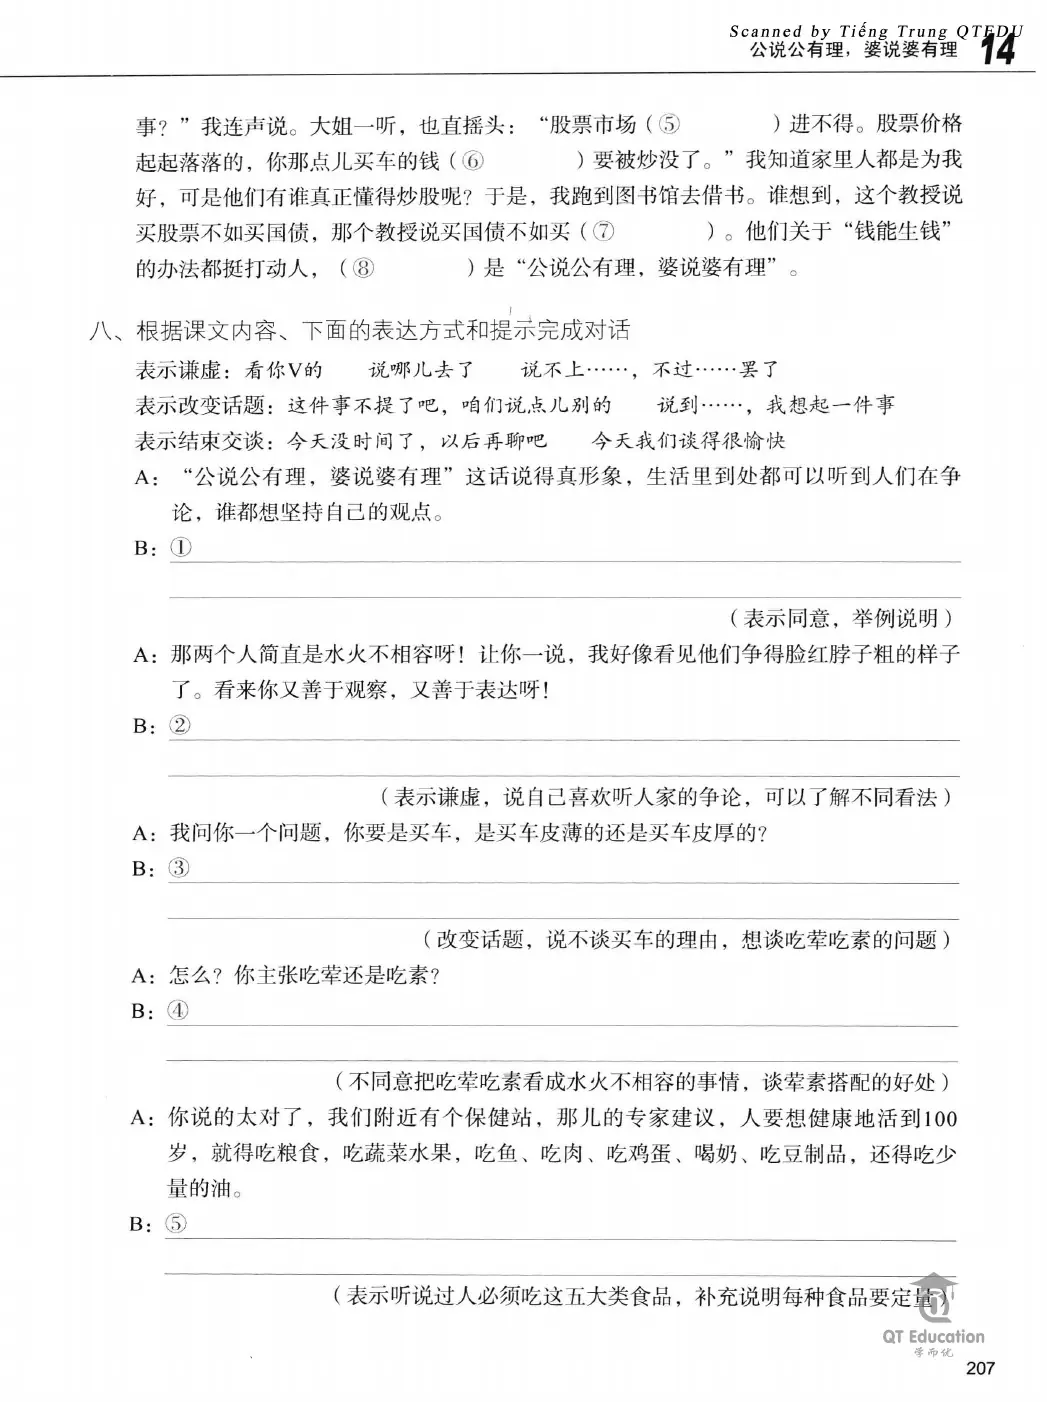 Scanned by Tiếng Trung QTEDU
公说公有理，婆说婆有理 14
事？”我连声说。大姐一听，也直摇头：“股票市场（⑤ ）进不得。股票价格
起起落落的，你那点儿买车的钱（⑥ ）要被炒没了。”我知道家里人都是为我
好，可是他们有谁真正懂得炒股呢？于是，我跑到图书馆去借书。谁想到，这个教授说
买股票不如买国债，那个教授说买国债不如买（⑦ ）。他们关于“钱能生钱”
的办法都挺打动人，（⑧ ）是“公说公有理，婆说婆有理”。
八、根据课文内容、下面的表达方式和提示完成对话
表示谦虚：看你V的 说哪儿去了 说不上……，不过……罢了
表示改变话题：这件事不提了吧，咱们说点儿别的 说到……，我想起一件事
表示结束交谈：今天没时间了，以后再聊吧 今天我们谈得很愉快
A：“公说公有理，婆说婆有理”这话说得真形象，生活里到处都可以听到人们在争
论，谁都想坚持自己的观点。
B：①
（表示同意，举例说明）
A：那两个人简直是水火不相容呀！让你一说，我好像看见他们争得脸红脖子粗的样子
了。看来你又善于观察，又善于表达呀！
B：②
（表示谦虚，说自己喜欢听人家的争论，可以了解不同看法）
A：我问你一个问题，你要是买车，是买车皮薄的还是买车皮厚的？
B：③
（改变话题，说不谈买车的理由，想谈吃荤吃素的问题）
A：怎么？你主张吃荤还是吃素？
B：④
（不同意把吃荤吃素看成水火不相容的事情，谈荤素搭配的好处）
A：你说的太对了，我们附近有个保健站，那儿的专家建议，人要想健康地活到100
岁，就得吃粮食，吃蔬菜水果，吃鱼、吃肉、吃鸡蛋、喝奶、吃豆制品，还得吃少
量的油。
B：⑤
（表示听说过人必须吃这五大类食品，补充说明每种食品要定量）
QT Education
学而优
207